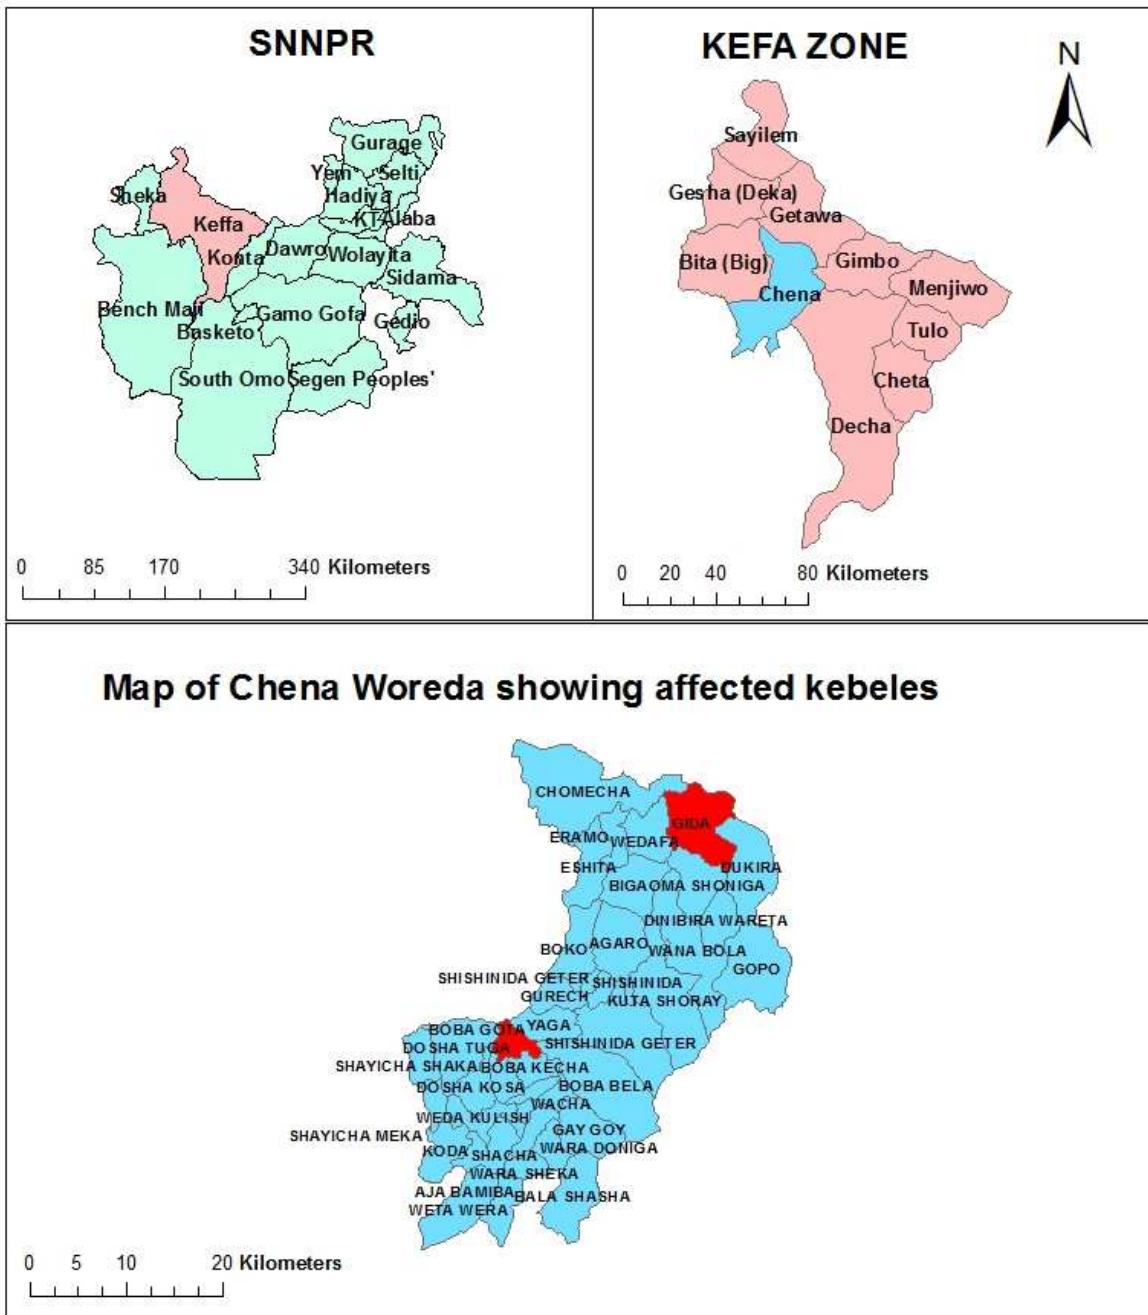 SNNPR
Gurage
Yem
Selti
Hadiya
Sheka
KT
Alaba
Keffa
Dawro
Wolayita
Konta
Sidama
Bench Maji
Gamo Gofa
Gedio
Basketo
South Omo
Segen Peoples'
0 85 170 340 Kilometers
KEFA ZONE
N
Sayilem
Gesha (Deka)
Getawa
Bita (Big)
Gimbo
Chena
Menjiwo
Tulo
Cheta
Decha
0 20 40 80 Kilometers
Map of Chena Woreda showing affected kebeles
CHOMECHA
GIDA
ERAMO
WEDAFA
ESHITA
DUKIRA
BIGAOMA SHONIGA
DINIBIRA WARETA
BOKO
AGARO
WANA BOLA
GOPO
SHISHINIDA GETER
SHISHINIDA
GURECH
KUTA SHORAY
BOBA GOTA
YAGA
DOSHA TUGA
SHISHINIDA GETER
SHAYICHA SHAKA
BOBA KECHA
DOSHA KOSA
BOBA BELA
WACHA
WEDA KULISH
GAY GOY
SHAYICHA MEKA
KODA
SHACHA
WARA DONIGA
WARA SHEKA
AJA BAMIBA
BALA SHASHA
WETA WERA
0 5 10 20 Kilometers